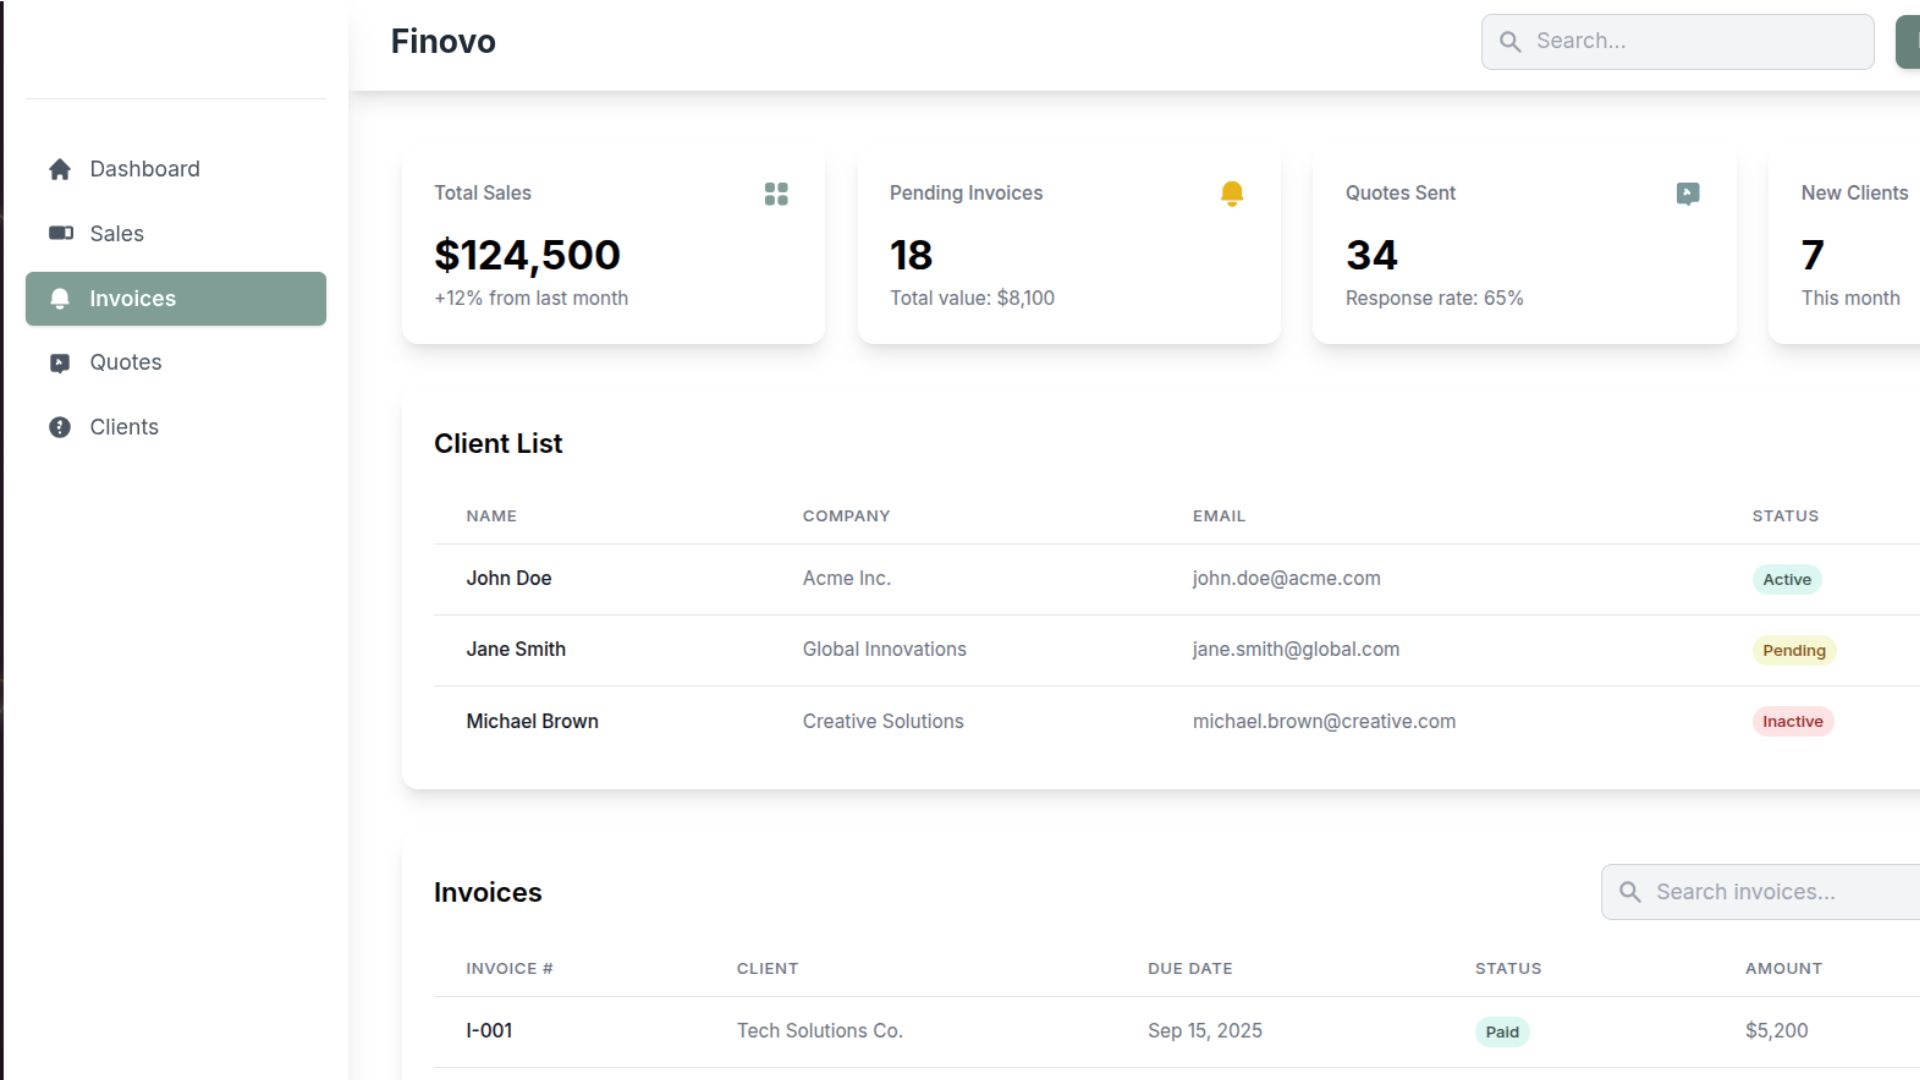 Finovo
Search...
Dashboard
Sales
Invoices
Quotes
Clients
Total Sales
$124,500
+12% from last month
Pending Invoices
18
Total value: $8,100
Quotes Sent
34
Response rate: 65%
New Clients
7
This month
Client List
NAME COMPANY EMAIL STATUS
John Doe Acme Inc. john.doe@acme.com Active
Jane Smith Global Innovations jane.smith@global.com Pending
Michael Brown Creative Solutions michael.brown@creative.com Inactive
Invoices
Search invoices...
INVOICE # CLIENT DUE DATE STATUS AMOUNT
I-001 Tech Solutions Co. Sep 15, 2025 Paid $5,200